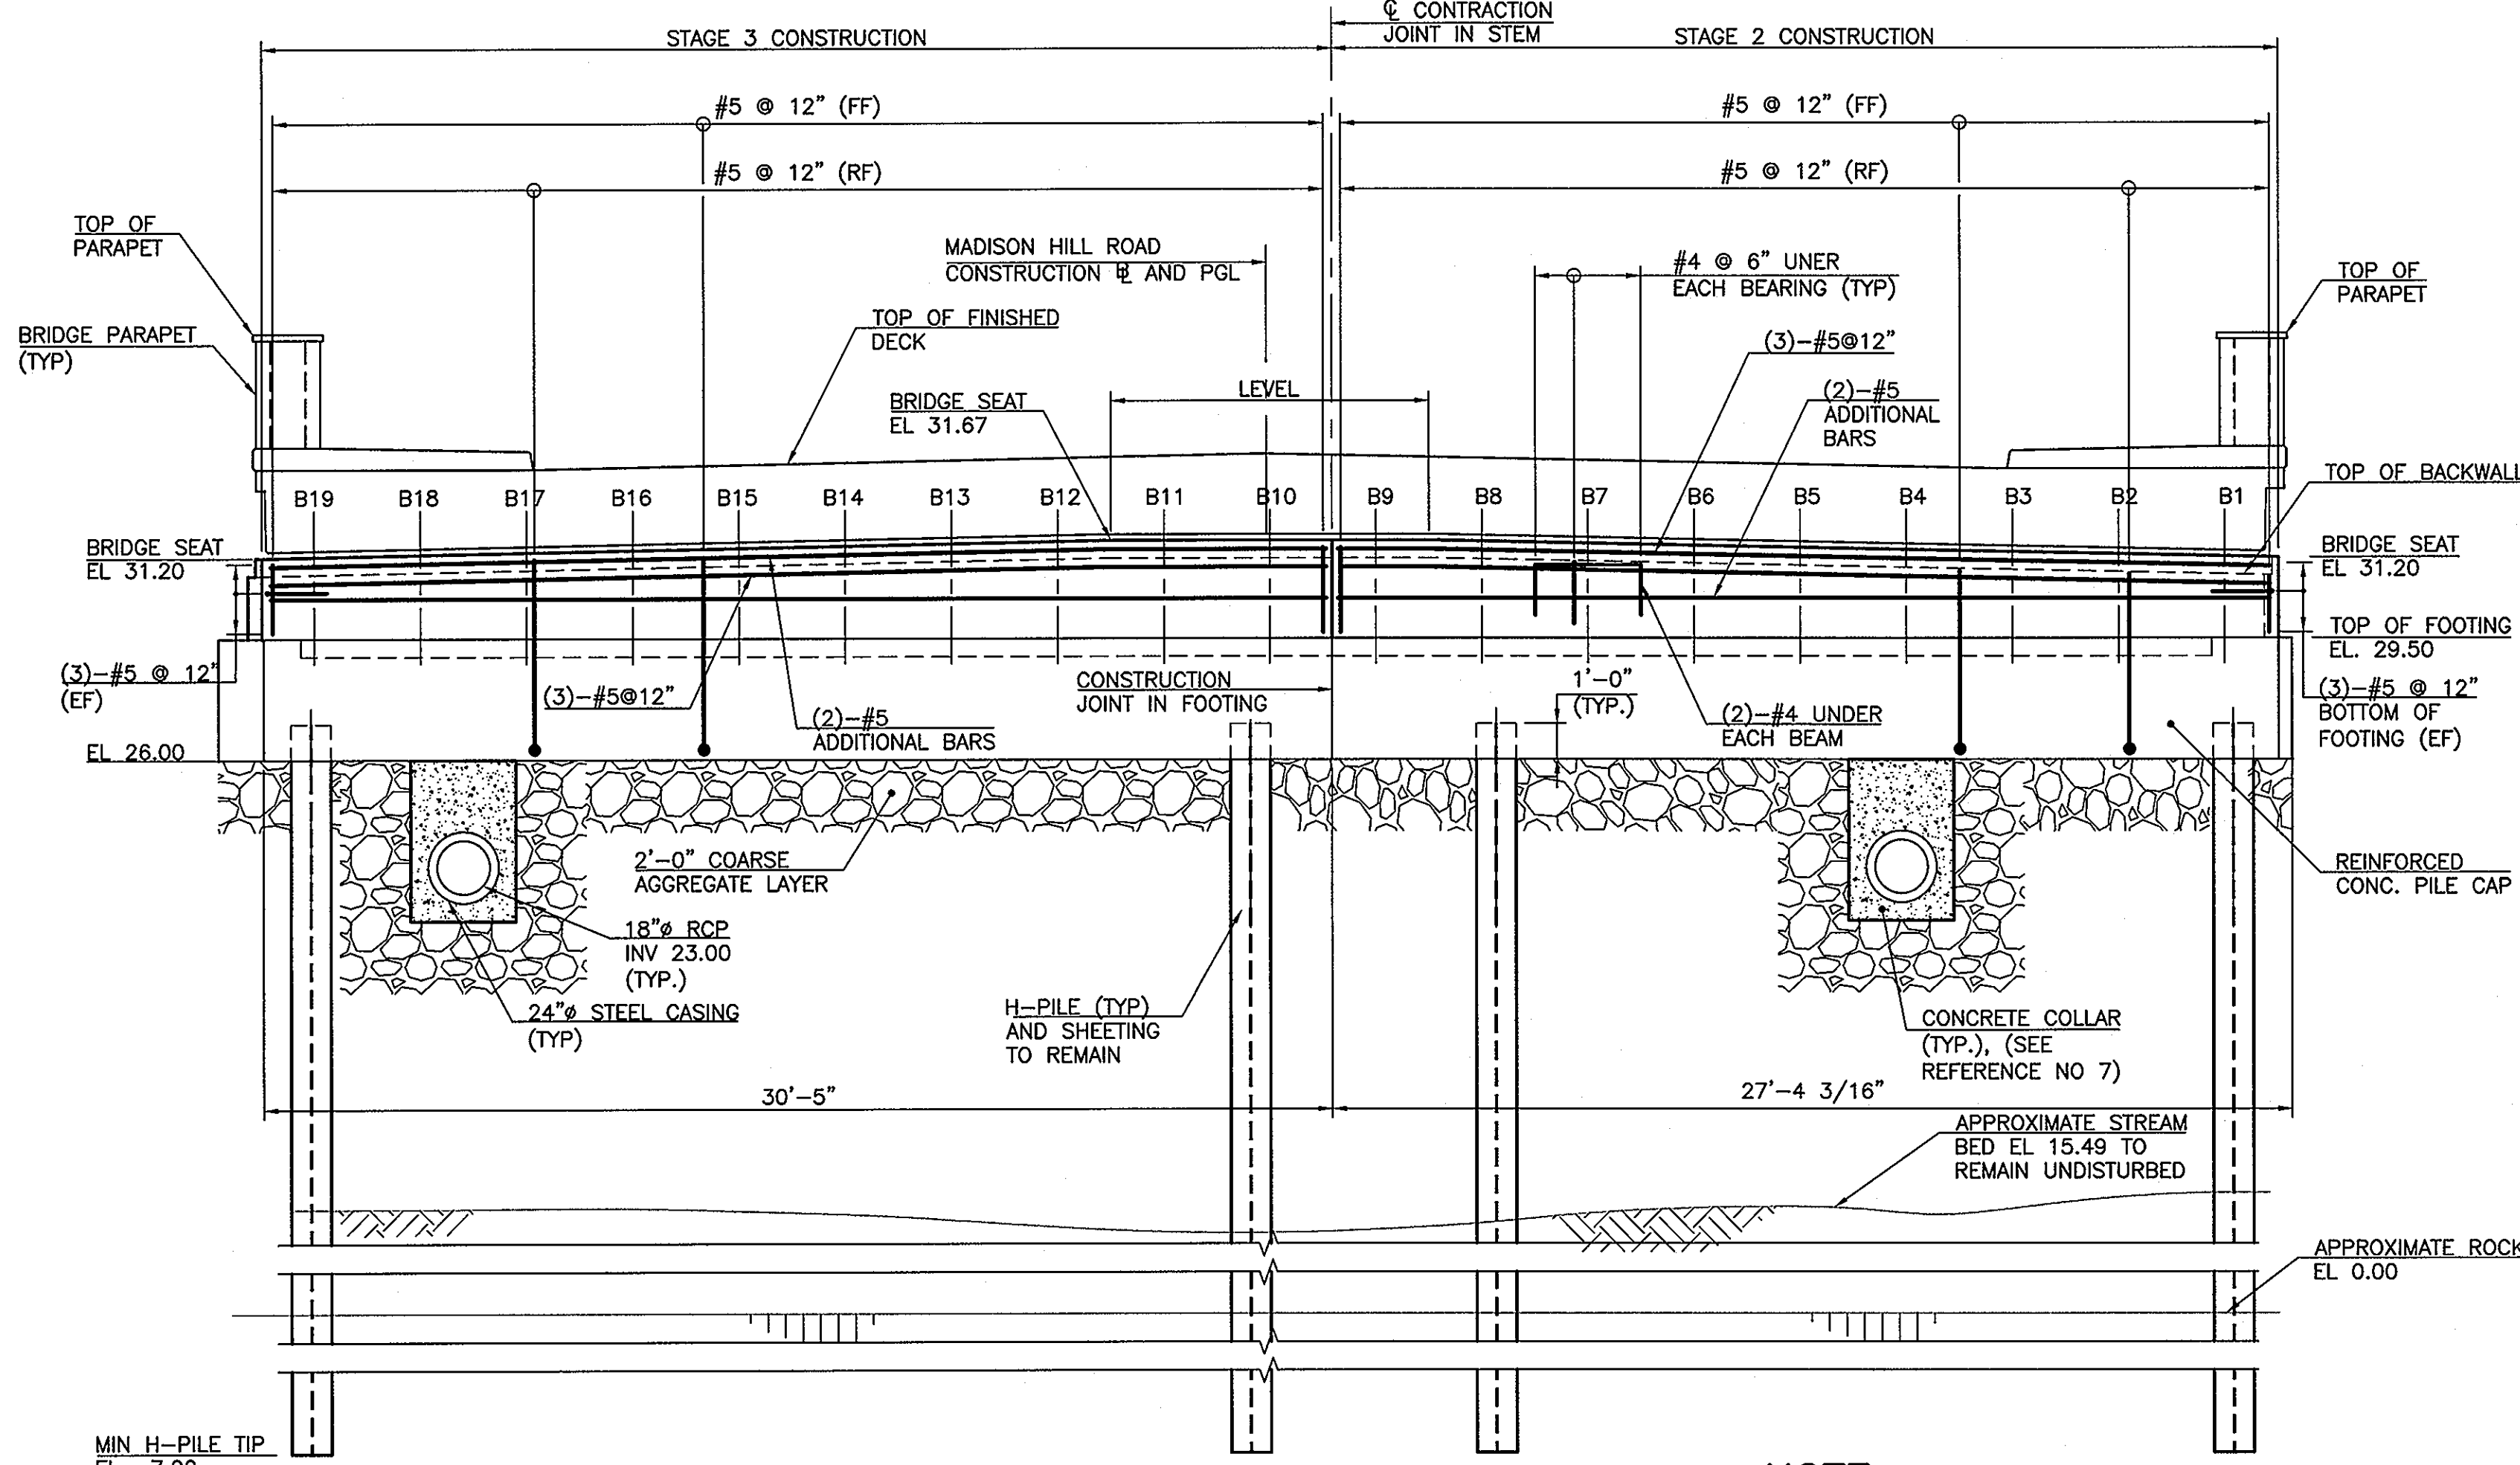 ℄ CONTRACTION
JOINT IN STEM
STAGE 3 CONSTRUCTION
STAGE 2 CONSTRUCTION
#5 @ 12" (FF)
#5 @ 12" (FF)
#5 @ 12" (RF)
#5 @ 12" (RF)
TOP OF
PARAPET
MADISON HILL ROAD
CONSTRUCTION BL AND PGL
#4 @ 6" UNER
EACH BEARING (TYP)
TOP OF
PARAPET
BRIDGE PARAPET
(TYP)
TOP OF FINISHED
DECK
(3)-#5@12"
BRIDGE SEAT
EL 31.67
LEVEL
(2)-#5
ADDITIONAL
BARS
TOP OF BACKWALL
B19 B18 B17 B16 B15 B14 B13 B12 B11 B10 B9 B8 B7 B6 B5 B4 B3 B2 B1
BRIDGE SEAT
EL 31.20
BRIDGE SEAT
EL 31.20
TOP OF FOOTING
EL. 29.50
(3)-#5 @ 12"
(EF)
(3)-#5@12"
(2)-#5
ADDITIONAL BARS
CONSTRUCTION
JOINT IN FOOTING
1'-0"
(TYP.)
(2)-#4 UNDER
EACH BEAM
(3)-#5 @ 12"
BOTTOM OF
FOOTING (EF)
EL 26.00
2'-0" COARSE
AGGREGATE LAYER
REINFORCED
CONC. PILE CAP
18"ø RCP
INV 23.00
(TYP.)
24"ø STEEL CASING
(TYP)
H-PILE (TYP)
AND SHEETING
TO REMAIN
CONCRETE COLLAR
(TYP.), (SEE
REFERENCE NO 7)
30'-5"
27'-4 3/16"
APPROXIMATE STREAM
BED EL 15.49 TO
REMAIN UNDISTURBED
APPROXIMATE ROCK
EL 0.00
MIN H-PILE TIP